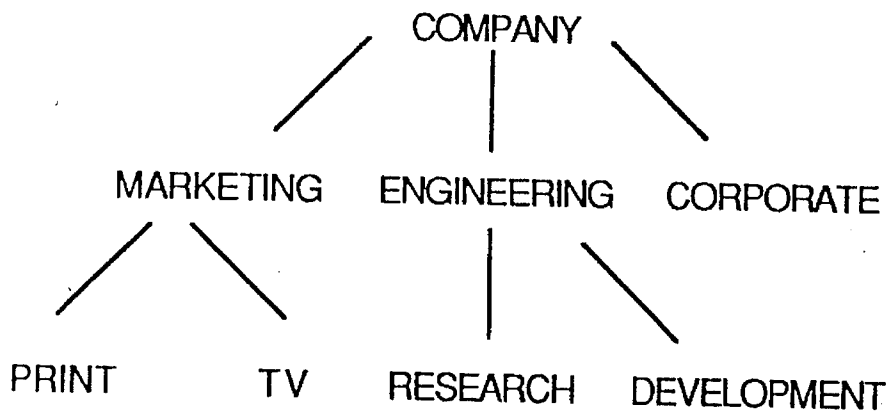 COMPANY
MARKETING ENGINEERING CORPORATE
PRINT TV RESEARCH DEVELOPMENT